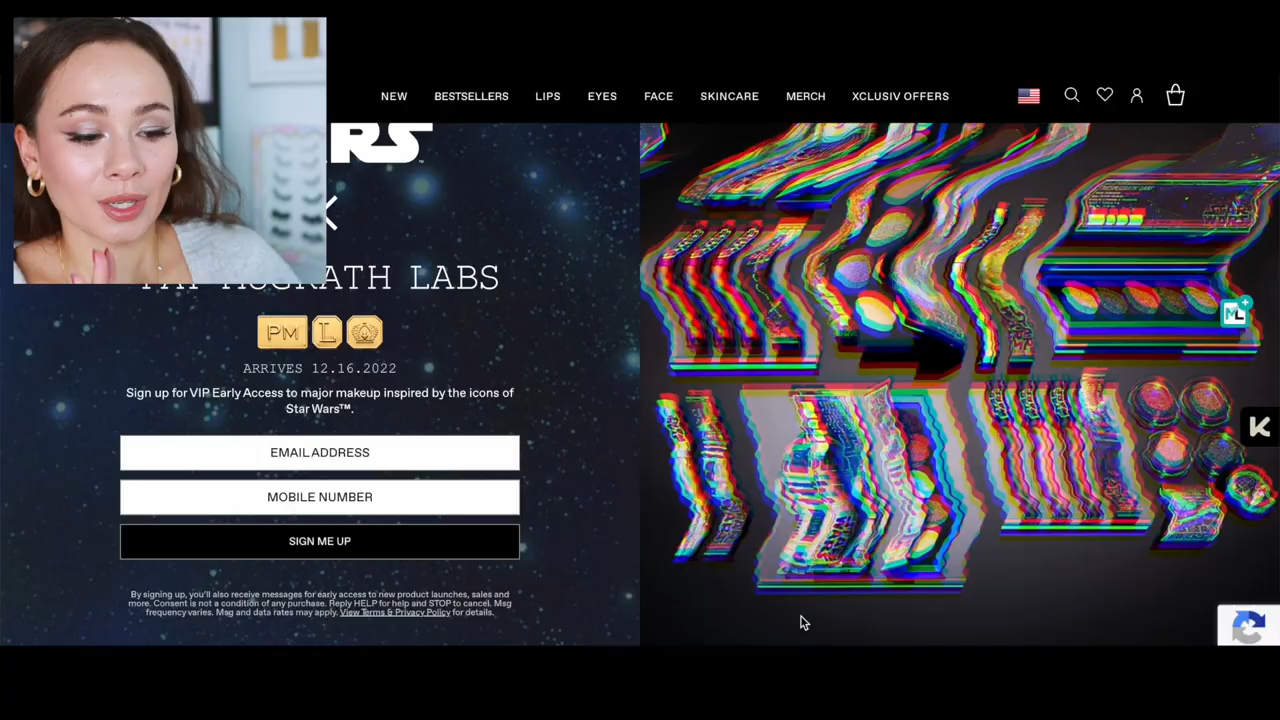 NEW BESTSELLERS LIPS EYES FACE SKINCARE MERCH XCLUSIV OFFERS
LABS
PM L
ARRIVES 12.16.2022
Sign up for VIP Early Access to major makeup inspired by the icons of
Star Wars™.
EMAIL ADDRESS
MOBILE NUMBER
SIGN ME UP
By signing up, you'll also receive messages for early access to new product launches, sales and
more. Consent is not a condition of any purchase. Reply HELP for help and STOP to cancel. Msg
frequency varies. Msg and data rates may apply. View Terms & Privacy Policy for details.
ML
K